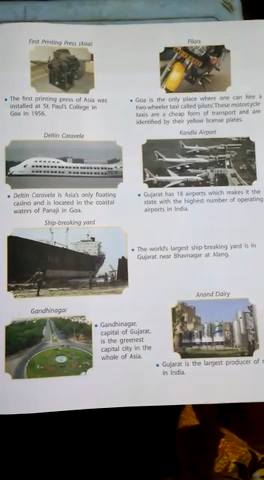 First Printing Press (Asia)
• The first printing press of Asia was
installed at St. Paul's College in
Goa in 1956.
Pilots
• Goa is the only place where one can hire a
two-wheeler taxi called 'pilots'. These motorcycle
taxis are a cheap form of transport and are
identified by their yellow license plates.
Deltin Caravele
• Deltin Caravela is Asia's only floating
casino and is located in the coastal
waters of Panaji in Goa.
Kandla Airport
• Gujarat has 18 airports which makes it the
state with the highest number of operating
airports in India.
Ship-breaking yard
• The world's largest ship-breaking yard is in
Gujarat near Bhavnagar at Alang.
Gandhinagar
• Gandhinagar,
capital of Gujarat,
is the greenest
capital city in the
whole of Asia.
Anand Dairy
• Gujarat is the largest producer of
in India.